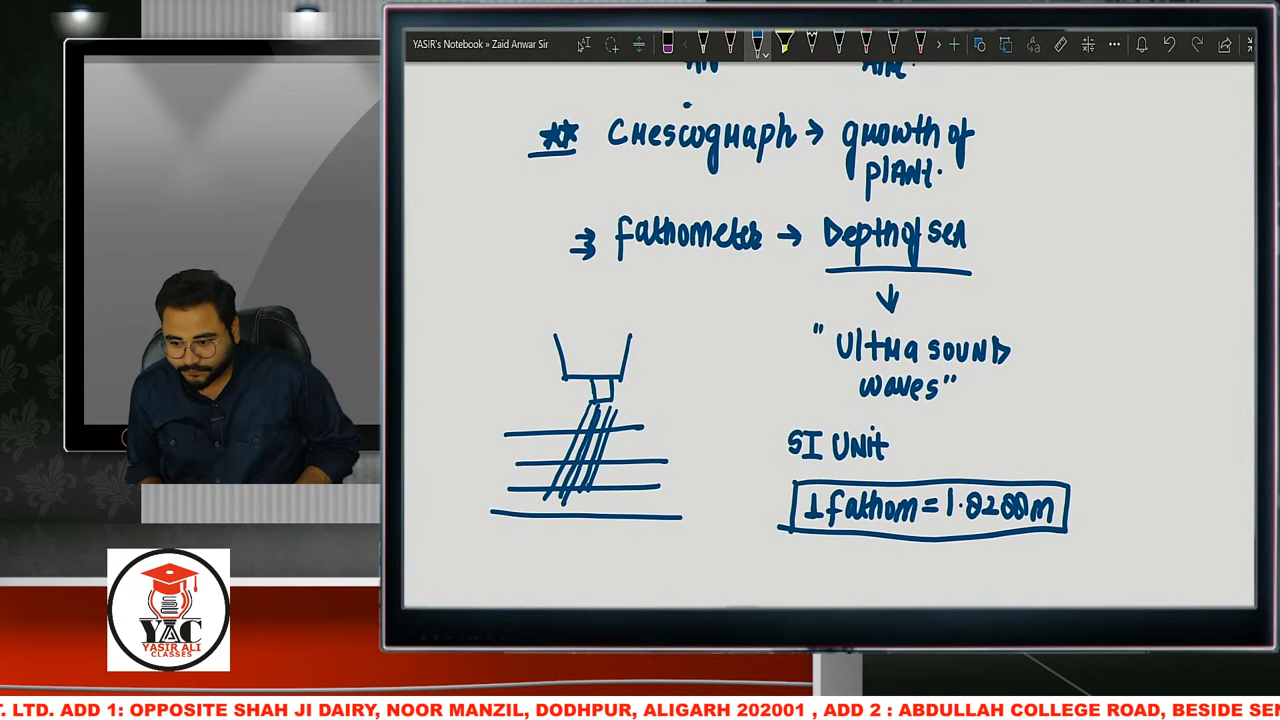 YASIR's Notebook » Zaid Anwar Sir
** Crescograph → growth of
plant.
⇒ fathometer → Depth of sea
↓
"Ultra sound
waves"
SI unit
1 fathom = 1.8288m
YAC
YASIR ALI
CLASSES
T. LTD. ADD 1: OPPOSITE SHAH JI DAIRY, NOOR MANZIL, DODHPUR, ALIGARH 202001 , ADD 2 : ABDULLAH COLLEGE ROAD, BESIDE SE